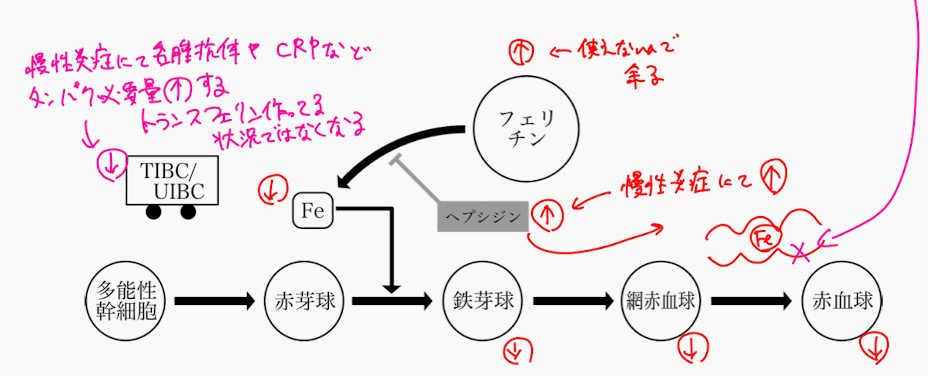 慢性炎症にて各種抗体や CRPなど
タンパク必要量(↑)する
トランスフェリン作ってる
状況ではなくなる
↑ ← 使えないので
余る
フェリ
チン
↓
TIBC/
UIBC
↓
Fe
ヘプシジン
↑
← 慢性炎症にて ↑
Fe
×
多能性
幹細胞
赤芽球
鉄芽球
網赤血球
赤血球
↓
↓
↓